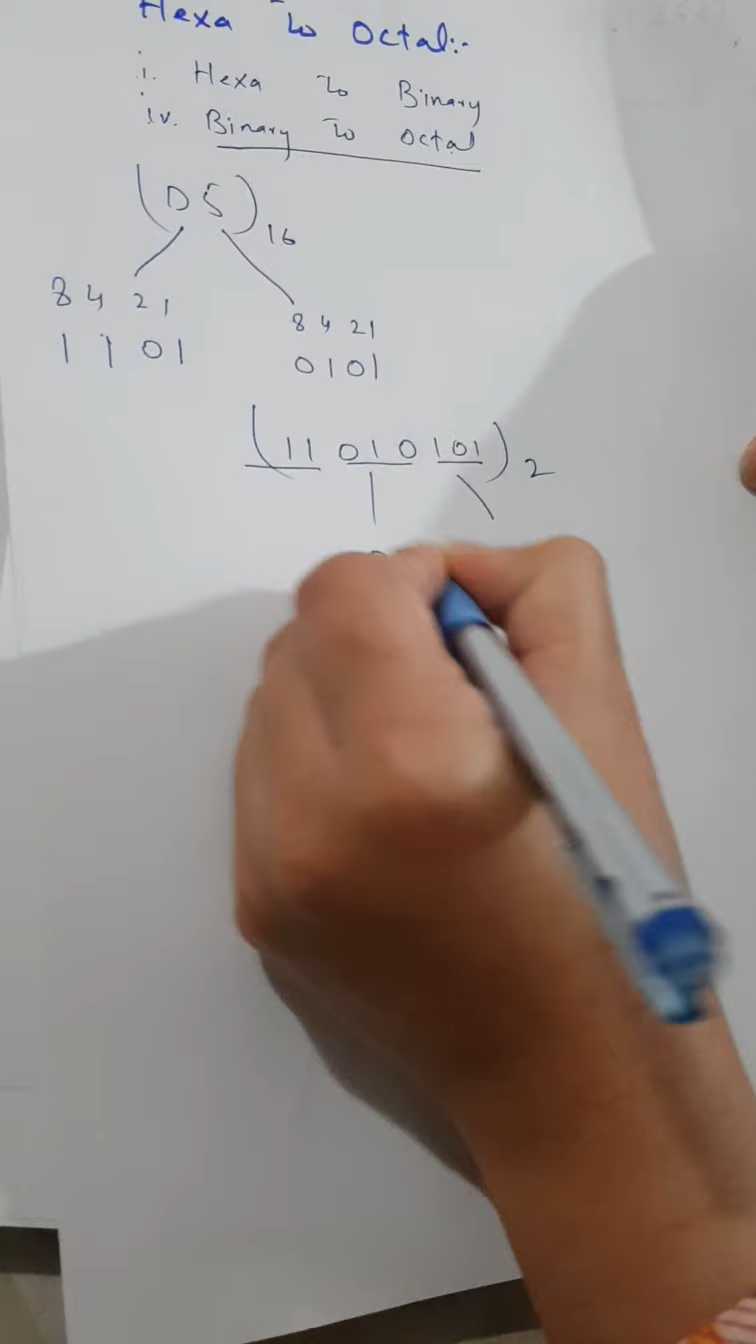 Hexa To Octal:-
i. Hexa To Binary
iv. Binary To Octal
(D5)16
8 4 2 1 8 4 2 1
1 1 0 1 0 1 0 1
(11 010 101)2